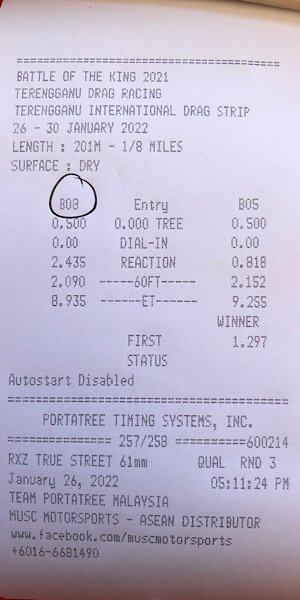 ==========================================
BATTLE OF THE KING 2021
TERENGGANU DRAG RACING
TERENGGANU INTERNATIONAL DRAG STRIP
26 - 30 JANUARY 2022
LENGTH : 201M - 1/8 MILES
SURFACE : DRY
B08 Entry B05
0.500 0.000 TREE 0.500
0.00 DIAL-IN 0.00
2.435 REACTION 0.818
2.090 ------60FT----- 2.152
8.935 ------ET------ 9.255
WINNER
FIRST 1.297
STATUS
Autostart Disabled
==========================================
PORTATREE TIMING SYSTEMS, INC.
================ 257/258 ==========600214
RXZ TRUE STREET 61mm QUAL RND 3
January 26, 2022 05:11:24 PM
TEAM PORTATREE MALAYSIA
MUSC MOTORSPORTS - ASEAN DISTRIBUTOR
www.facebook.com/muscmotorsports
+6016-6681490